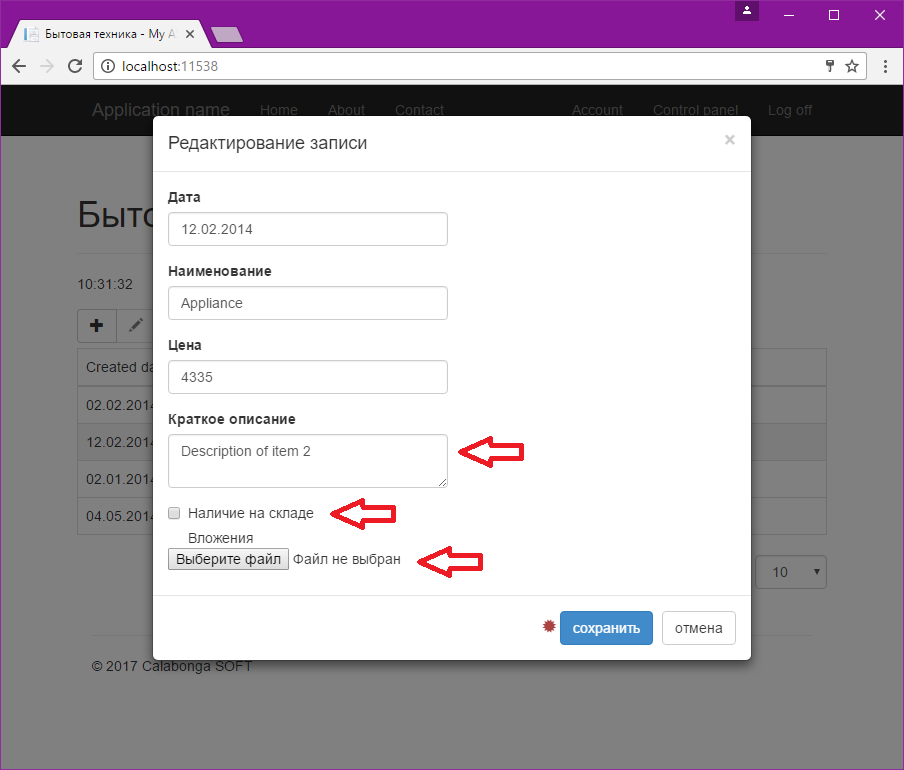 Бытовая техника - My A
localhost:11538
Application name Home About Contact Account Control panel Log off
Редактирование записи ×
Быто
Дата
12.02.2014
Наименование
10:31:32
Appliance
Цена
Created da
4335
02.02.2014
Краткое описание
12.02.2014
Description of item 2
02.01.2014
Наличие на складе
04.05.2014
Вложения
Выберите файл Файл не выбран
10
сохранить отмена
© 2017 Calabonga SOFT